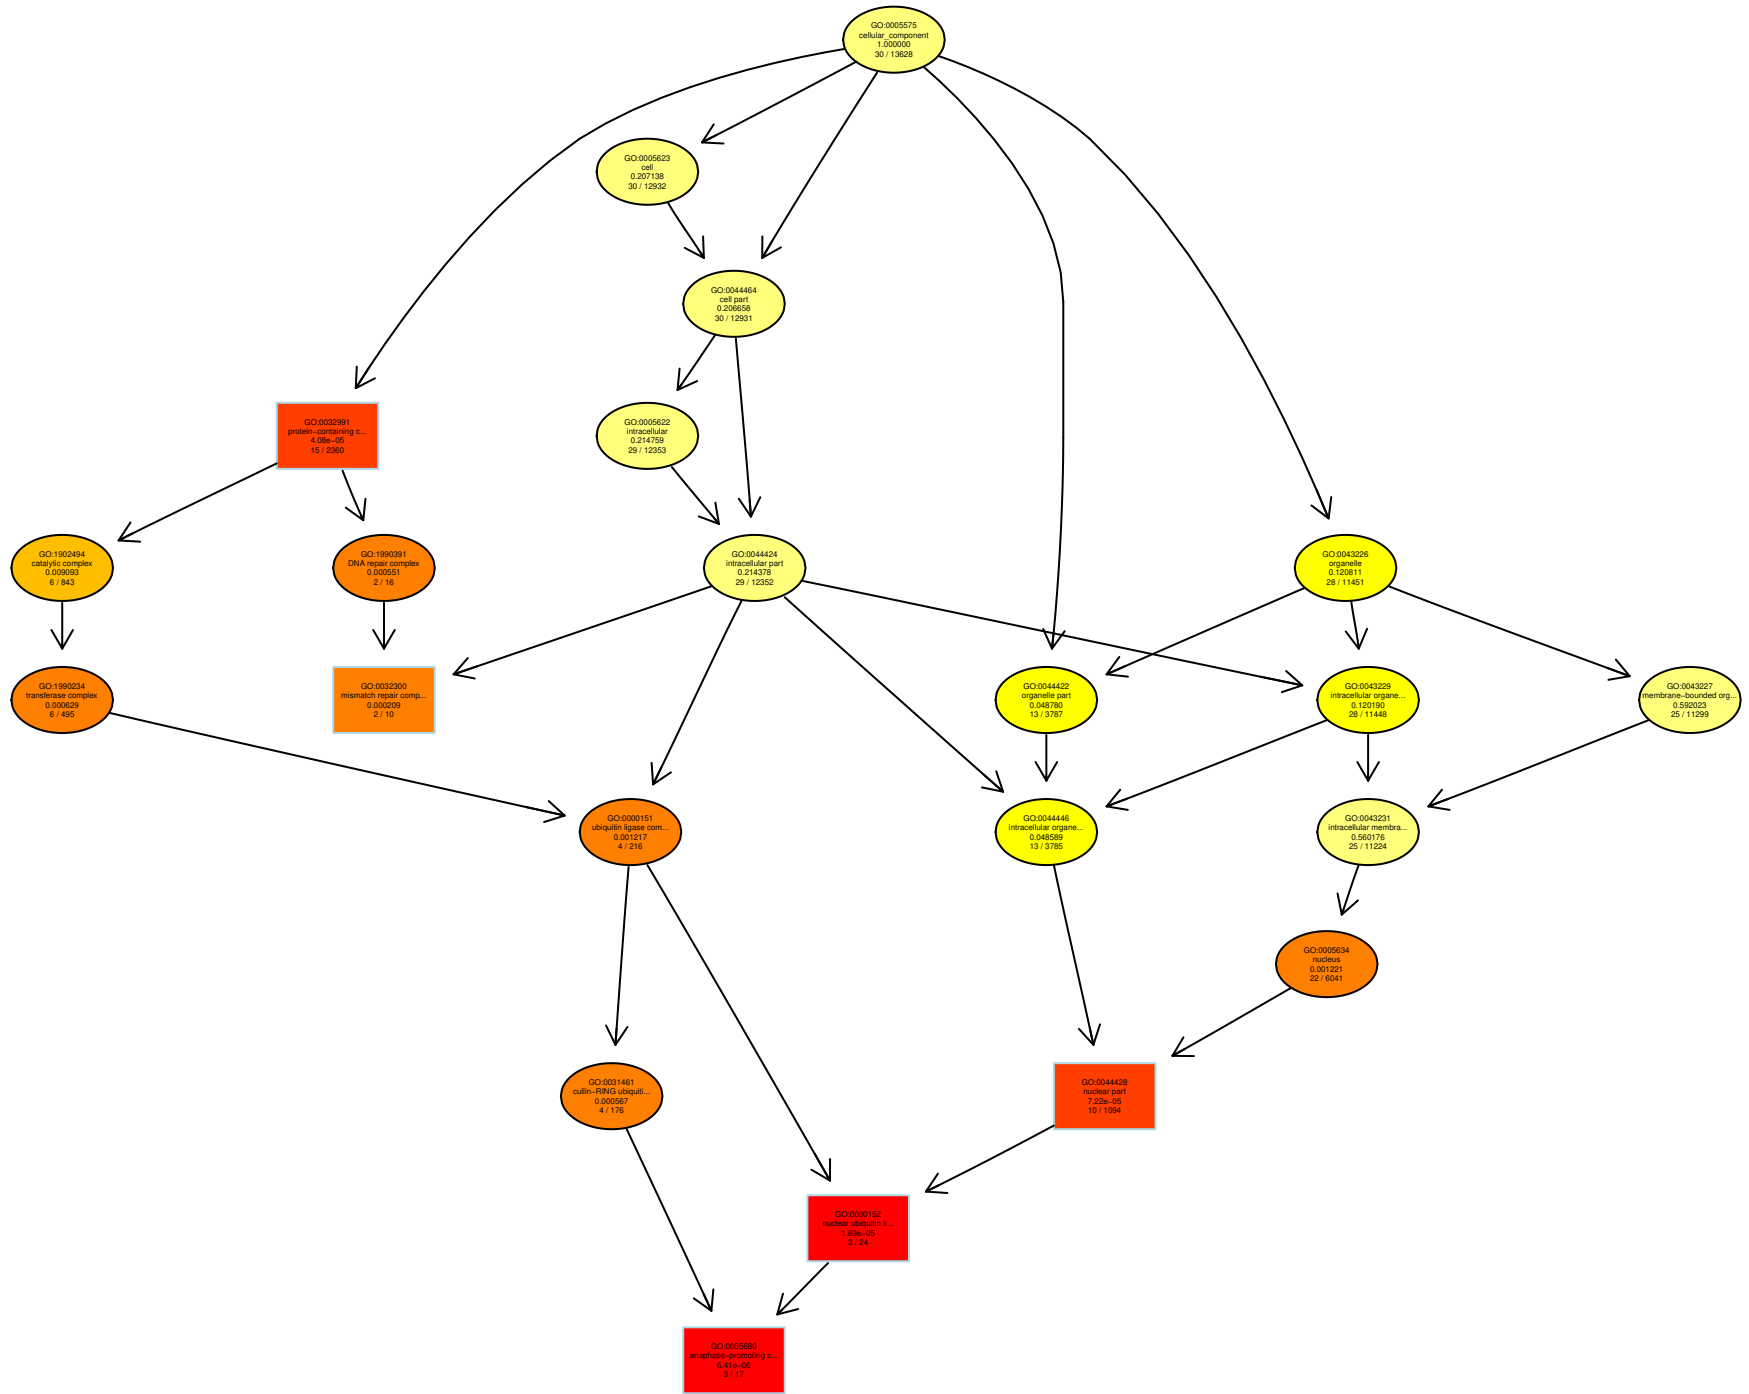 GO:0005575
cellular_component
1.000000
30 / 13628
GO:0005623
cell
0.207138
30 / 12932
GO:0044464
cell part
0.206658
30 / 12931
GO:0032991
protein−containing c...
4.08e−05
15 / 2360
GO:0005622
intracellular
0.214759
29 / 12353
GO:1902494
catalytic complex
0.009093
6 / 843
GO:1990391
DNA repair complex
0.000551
2 / 16
GO:0044424
intracellular part
0.214378
29 / 12352
GO:0043226
organelle
0.120811
28 / 11451
GO:1990234
transferase complex
0.000629
6 / 495
GO:0032300
mismatch repair comp...
0.000209
2 / 10
GO:0044422
organelle part
0.048780
13 / 3787
GO:0043229
intracellular organe...
0.120190
28 / 11448
GO:0043227
membrane−bounded org...
0.592023
25 / 11299
GO:0000151
ubiquitin ligase com...
0.001217
4 / 216
GO:0044446
intracellular organe...
0.048589
13 / 3785
GO:0043231
intracellular membra...
0.560176
25 / 11224
GO:0005634
nucleus
0.001221
22 / 6041
GO:0031461
cullin−RING ubiquiti...
0.000567
4 / 176
GO:0044428
nuclear part
7.22e−05
10 / 1094
GO:0000152
nuclear ubiquitin li...
1.89e−05
3 / 24
GO:0005680
anaphase−promoting c...
6.41e−06
3 / 17